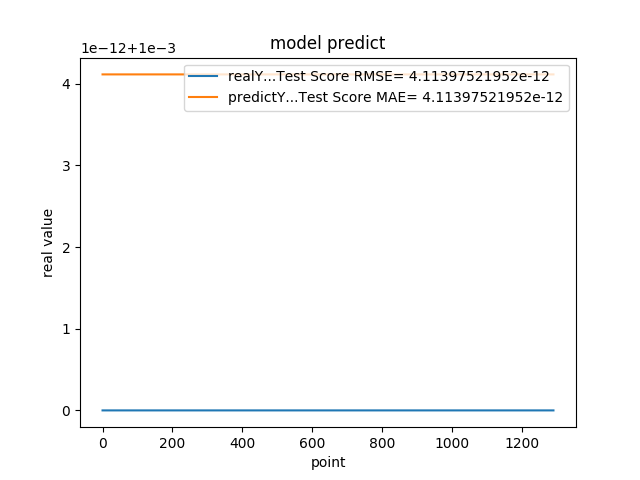 model predict
1e−12+1e−3
realY...Test Score RMSE= 4.11397521952e-12
predictY...Test Score MAE= 4.11397521952e-12
4
3
2
1
0
real value
0 200 400 600 800 1000 1200
point